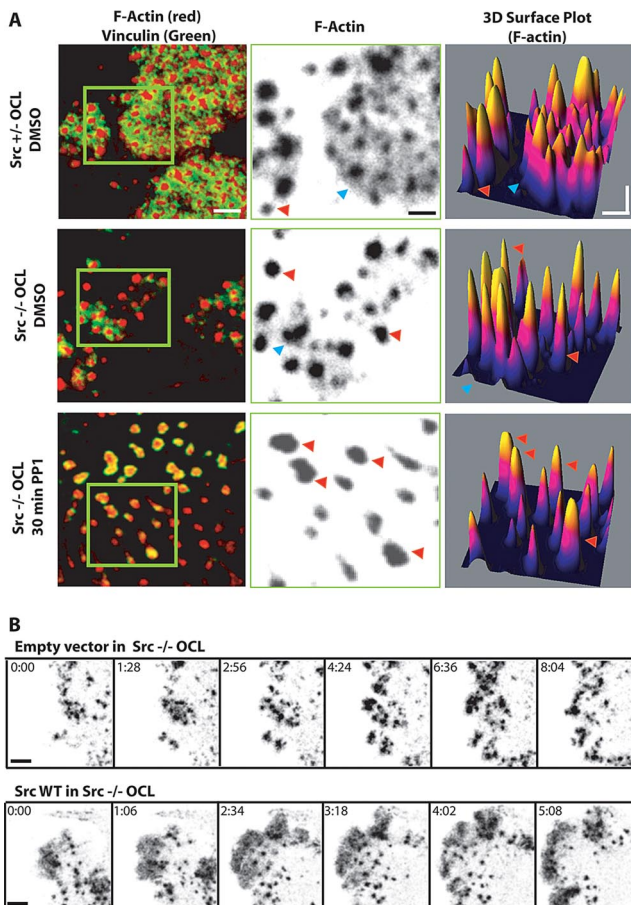 A
F-Actin (red)
Vinculin (Green)
F-Actin
3D Surface Plot
(F-actin)
Src +/- OCL
DMSO
Src -/- OCL
DMSO
Src -/- OCL
30 min PP1
B
Empty vector in Src -/- OCL
0:00 1:28 2:56 4:24 6:36 8:04
Src WT in Src -/- OCL
0:00 1:06 2:34 3:18 4:02 5:08